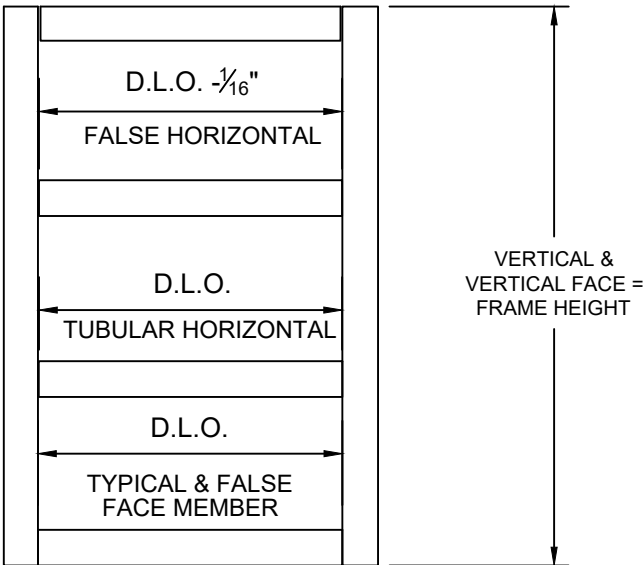 D.L.O. -1/16"
FALSE HORIZONTAL
D.L.O.
TUBULAR HORIZONTAL
D.L.O.
TYPICAL & FALSE
FACE MEMBER
VERTICAL &
VERTICAL FACE =
FRAME HEIGHT